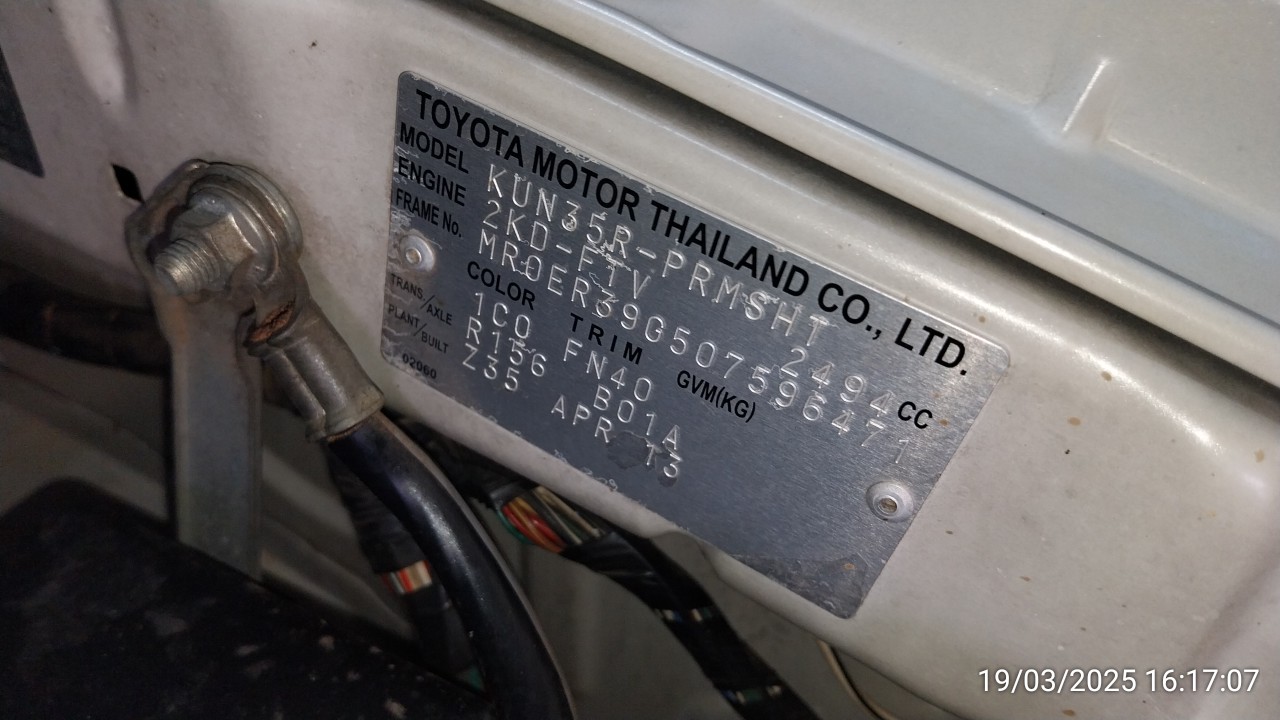 TOYOTA MOTOR THAILAND CO., LTD.
MODEL KUN35R-PRMSHT
ENGINE 2KD-FTV 2494 CC
FRAME No. MR0ER39G507596471
COLOR TRIM GVM(KG)
1C0 FN40
TRANS./AXLE R156 B01A
PLANT/BUILT Z35 APR 13
02060
19/03/2025 16:17:07